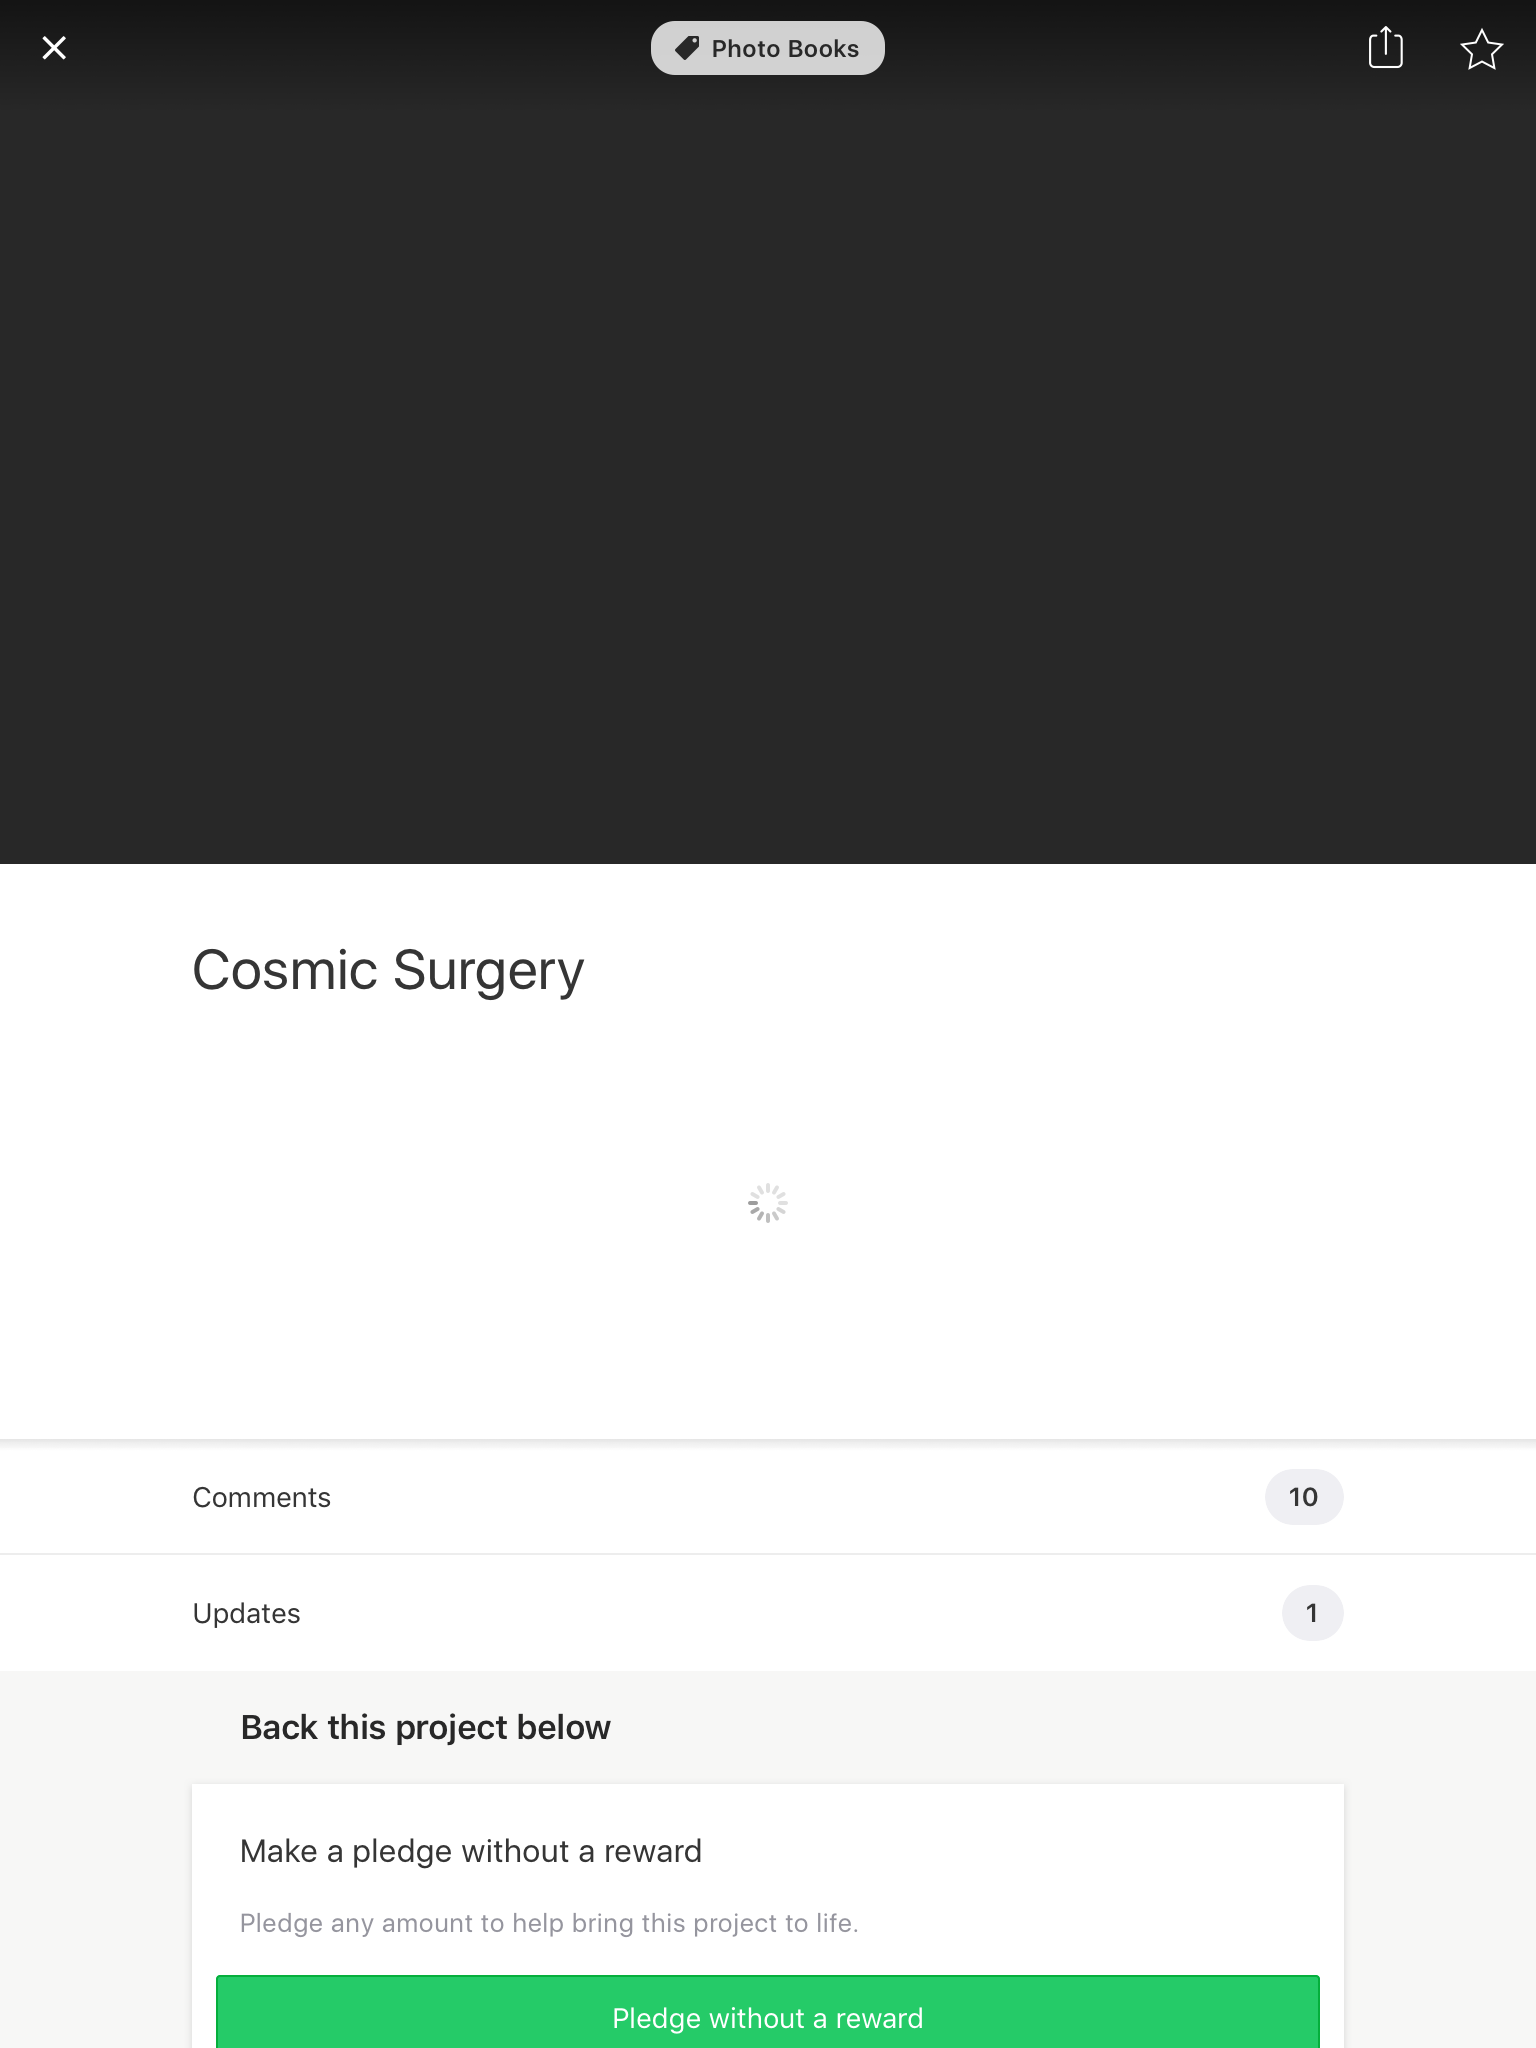 Photo Books
Cosmic Surgery
Comments
10
Updates
1
Back this project below
Make a pledge without a reward
Pledge any amount to help bring this project to life.
Pledge without a reward